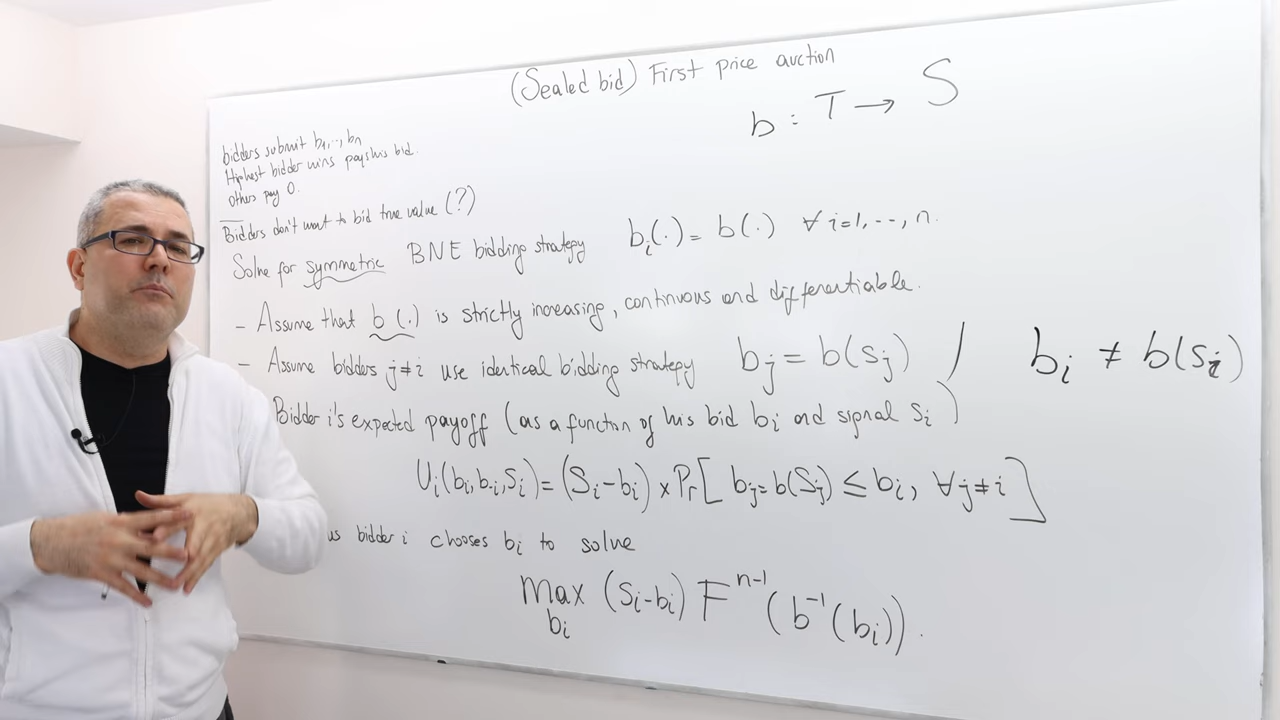 (Sealed bid) First price auction
b : T → S
bidders submit b₁,..,bₙ
Highest bidder wins pays his bid.
others pay 0.
Bidders don't want to bid true value (?)
Solve for symmetric BNE bidding strategy bᵢ(.) = b(.) ∀ i=1,--,n.
- Assume that b(.) is strictly increasing, continuous and differentiable.
- Assume bidders j≠i use identical bidding strategy bⱼ = b(sⱼ) / bᵢ ≠ b(sᵢ)
Bidder i's expected payoff (as a function of his bid bᵢ and signal sᵢ)
Uᵢ(bᵢ,b₋ᵢ,sᵢ) = (Sᵢ-bᵢ) × Pr[ bⱼ=b(Sⱼ) ≤ bᵢ, ∀j≠i ]
us bidder i chooses bᵢ to solve
max (Sᵢ-bᵢ) Fⁿ⁻¹ (b⁻¹(bᵢ)).
bᵢ